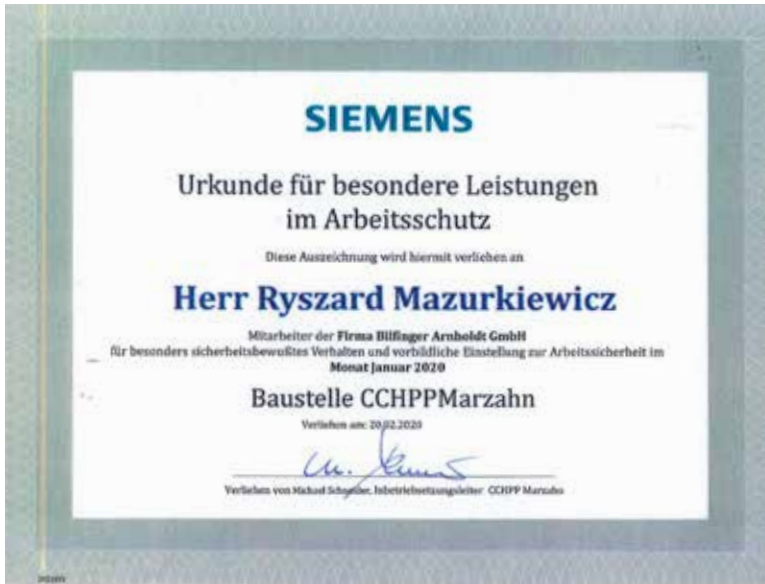 SIEMENS
Urkunde für besondere Leistungen
im Arbeitsschutz
Diese Auszeichnung wird hiermit verliehen an
Herr Ryszard Mazurkiewicz
Mitarbeiter der Firma Bilfinger Arnholdt GmbH
für besonders sicherheitsbewußtes Verhalten und vorbildliche Einstellung zur Arbeitssicherheit im
Monat Januar 2020
Baustelle CCHPPMarzahn
Verliehen am: 20.02.2020
Verliehen von Michael Schneider, Inbetriebsetzungsleiter CCHPP Marzahn